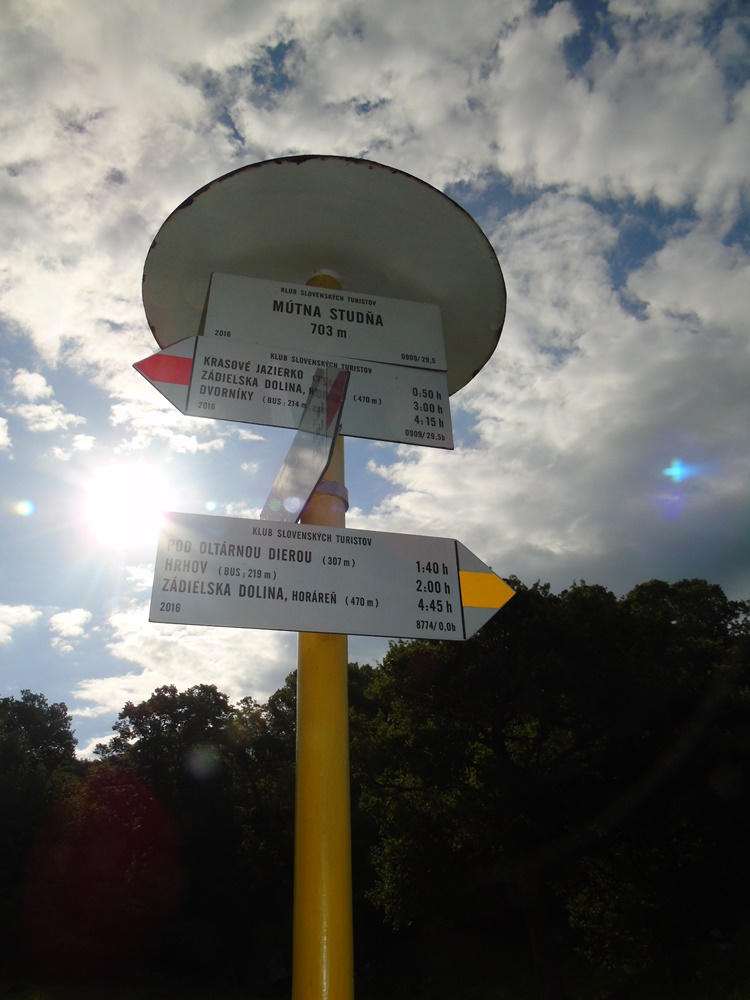 KLUB SLOVENSKÝCH TURISTOV
MÚTNA STUDŇA
703 m
2016 0909/29,5
KLUB SLOVENSKÝCH TURISTOV
KRASOVÉ JAZIERKO 0:50 h
ZÁDIELSKA DOLINA, (470 m) 3:00 h
DVORNÍKY (BUS; 214 m 4:15 h
2016 0909/29,5b
KLUB SLOVENSKÝCH TURISTOV
POD OLTÁRNOU DIEROU (307 m) 1:40 h
HRHOV (BUS; 219 m) 2:00 h
ZÁDIELSKA DOLINA, HORÁREŇ (470 m) 4:45 h
2016 8774/0,0b